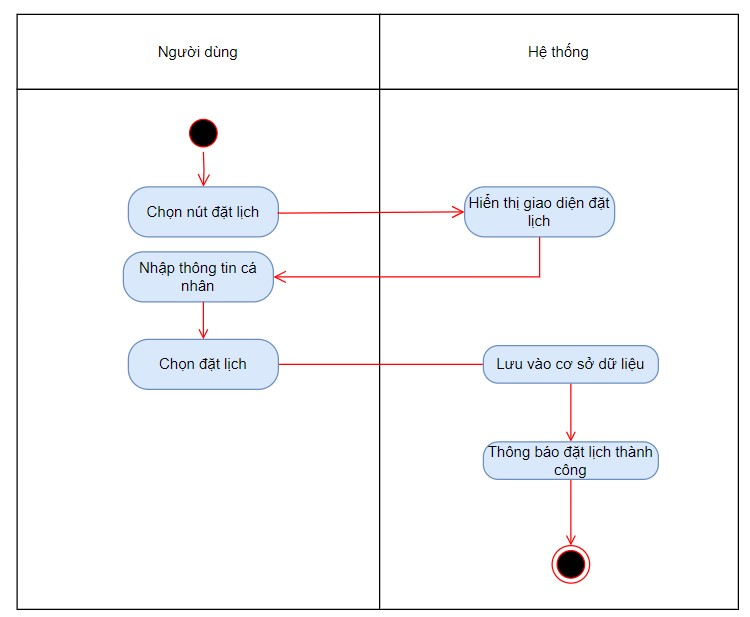 Người dùng
Hệ thống
Chọn nút đặt lịch
Hiển thị giao diện đặt
lịch
Nhập thông tin cá
nhân
Chọn đặt lịch
Lưu vào cơ sở dữ liệu
Thông báo đặt lịch thành
công